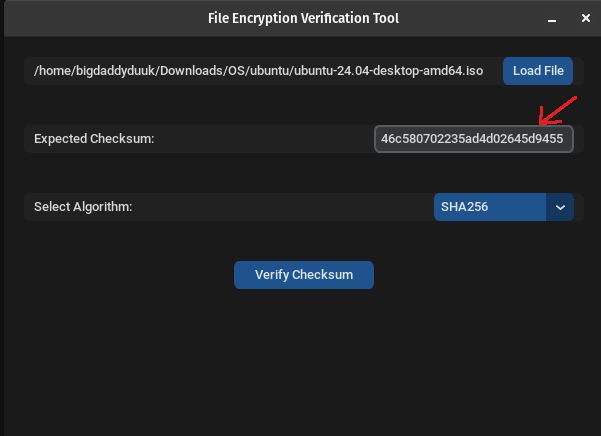 File Encryption Verification Tool
/home/bigdaddyduuk/Downloads/OS/ubuntu/ubuntu-24.04-desktop-amd64.iso Load File
Expected Checksum: 46c580702235ad4d02645d9455
Select Algorithm: SHA256
Verify Checksum